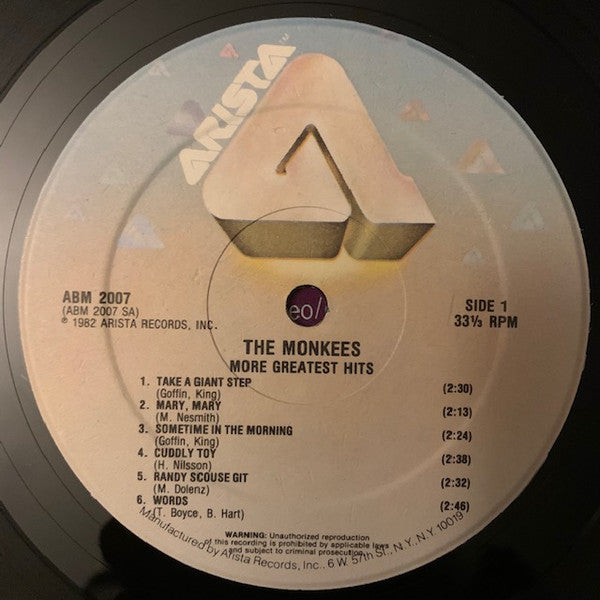 ARISTA
ABM 2007
(ABM 2007 SA)
℗ 1982 ARISTA RECORDS, INC.
SIDE 1
33⅓ RPM
eo/
THE MONKEES
MORE GREATEST HITS
1. TAKE A GIANT STEP (2:30)
(Goffin, King)
2. MARY, MARY (2:13)
(M. Nesmith)
3. SOMETIME IN THE MORNING (2:24)
(Goffin, King)
4. CUDDLY TOY (2:38)
(H. Nilsson)
5. RANDY SCOUSE GIT (2:32)
(M. Dolenz)
6. WORDS (2:46)
(T. Boyce, B. Hart)
WARNING: Unauthorized reproduction
of this recording is prohibited by applicable laws
and subject to criminal prosecution.
Manufactured by Arista Records, Inc., 6 W. 57th St., N.Y., N.Y. 10019